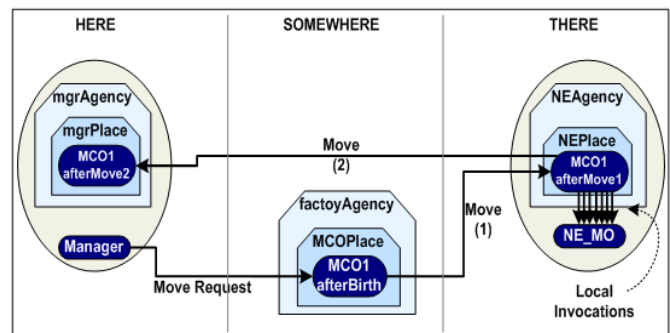 HERE
SOMEWHERE
THERE
mgrAgency
mgrPlace
MCO1
afterMove2
Manager
Move
(2)
factoyAgency
MCOPlace
MCO1
afterBirth
Move Request
Move
(1)
NEAgency
NEPlace
MCO1
afterMove1
NE_MO
Local
Invocations